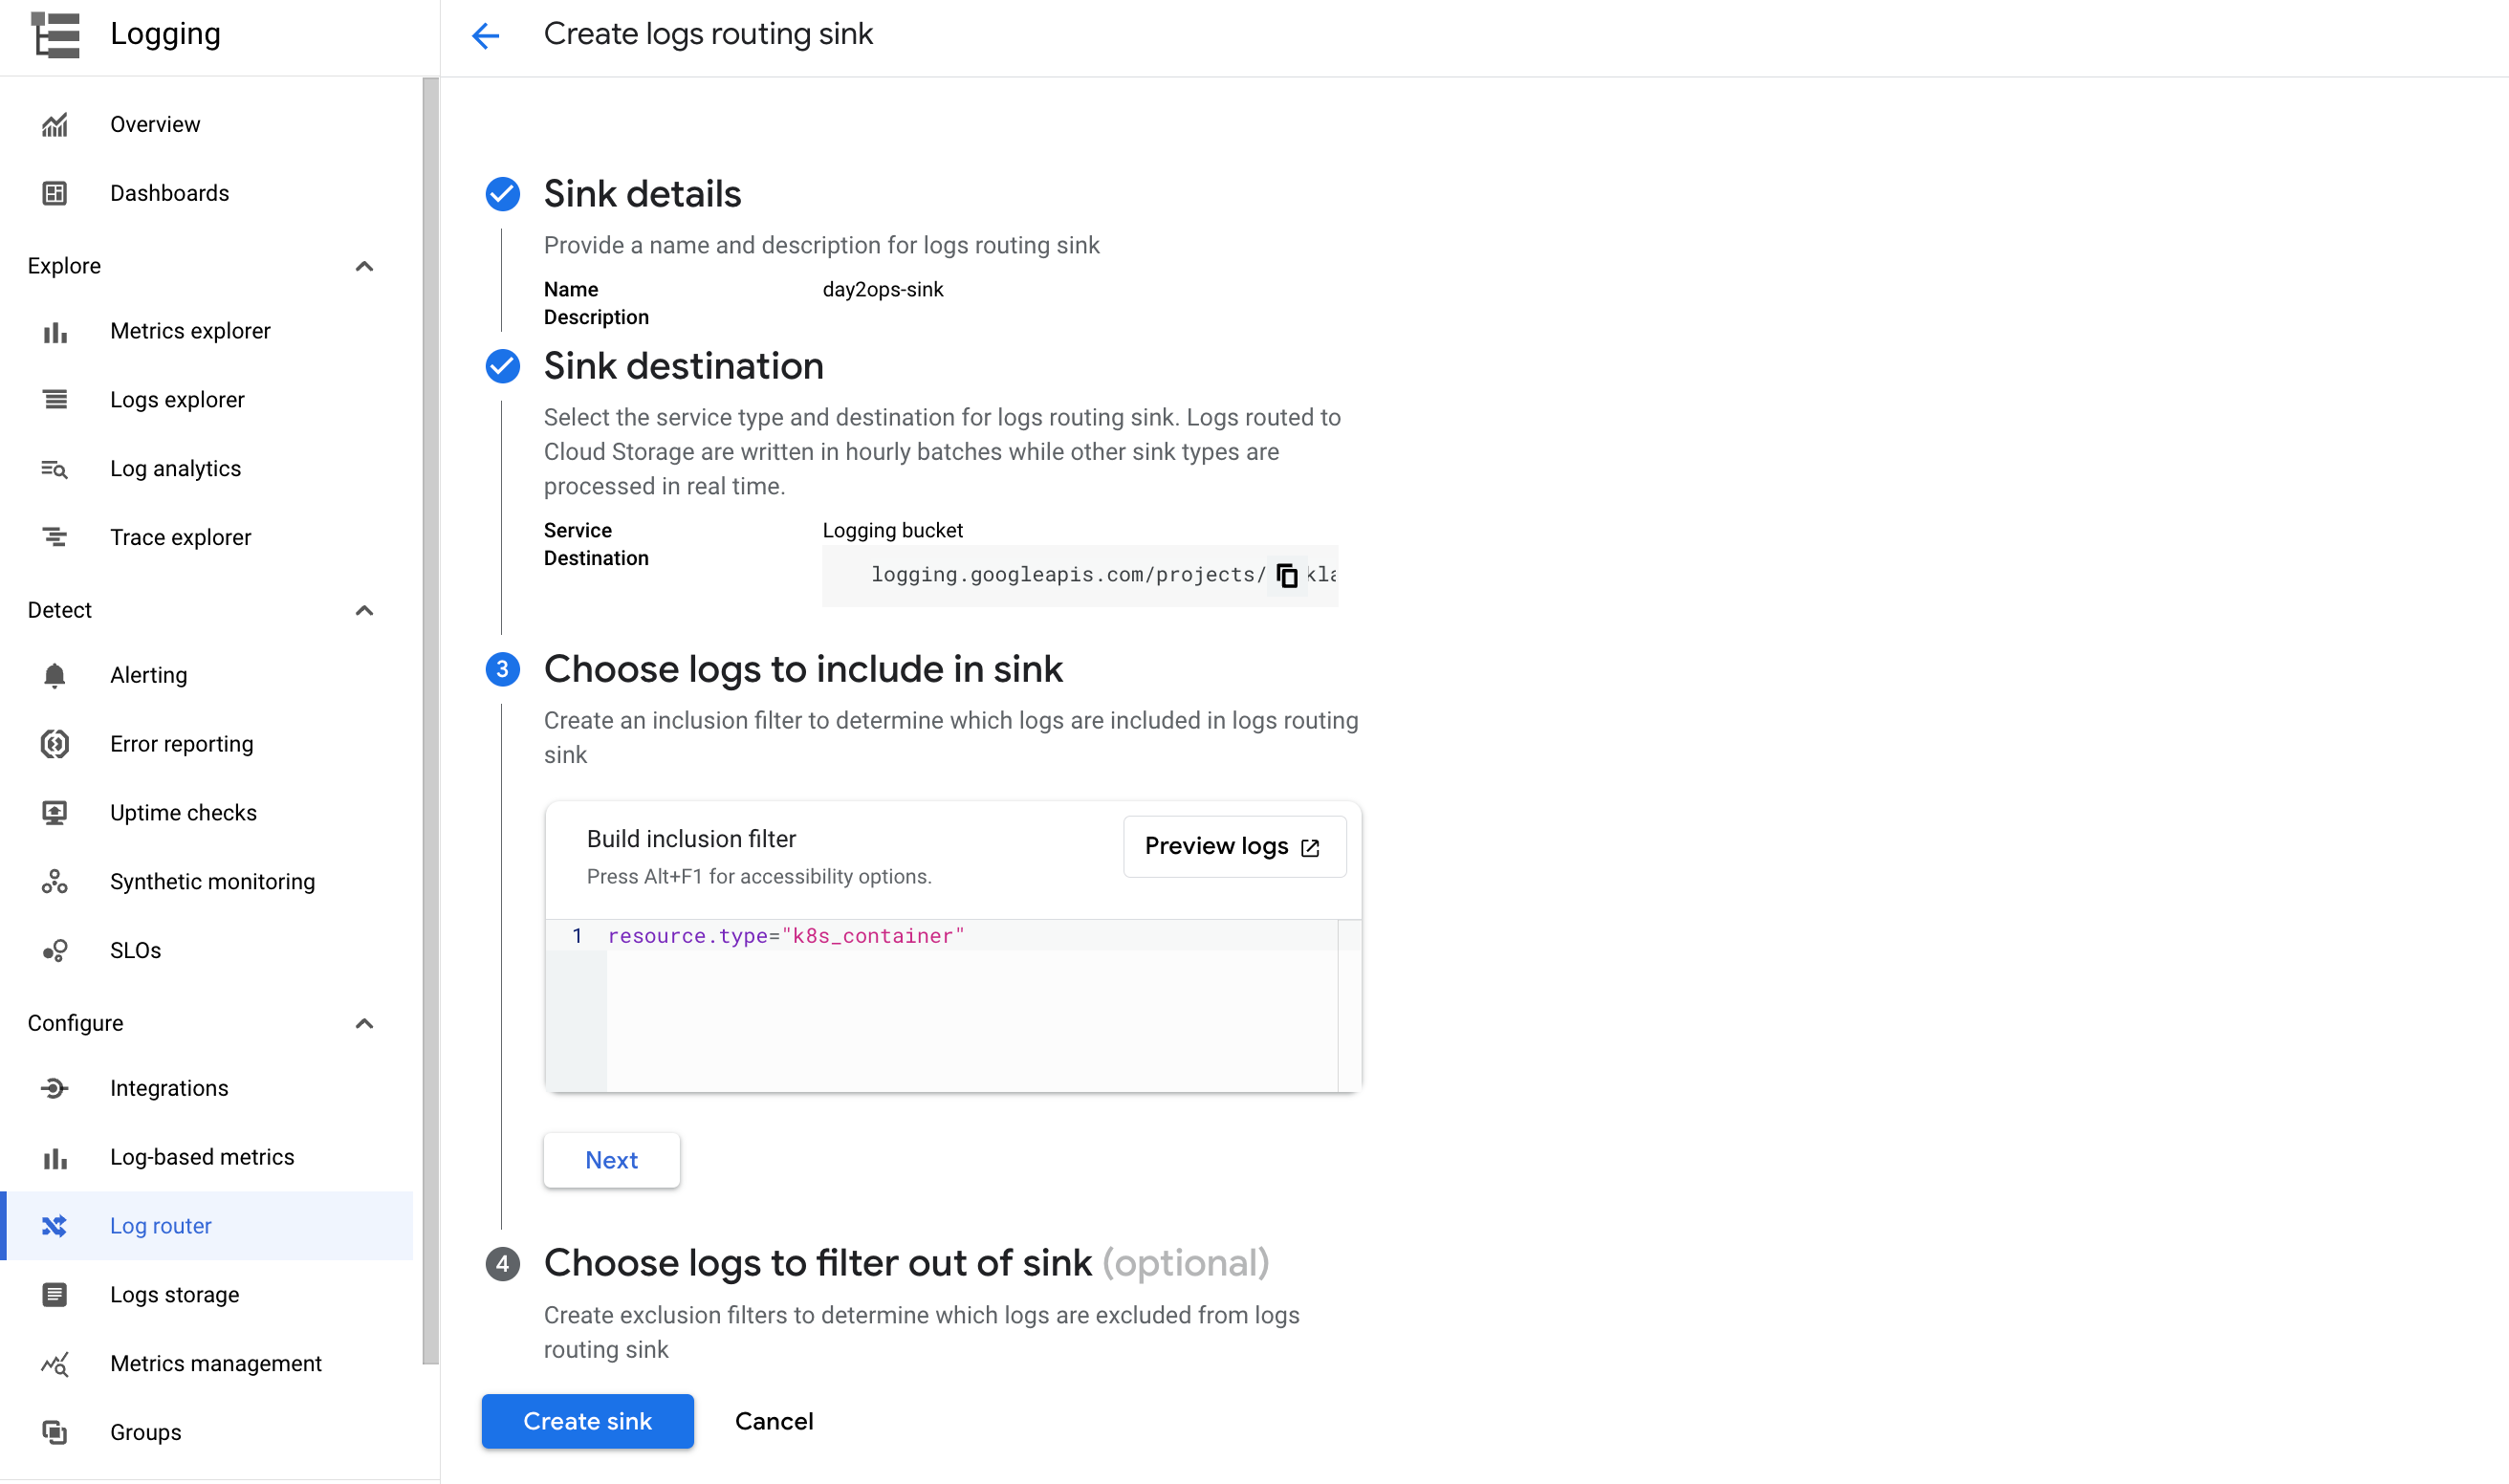 Logging
Overview
Dashboards
Explore
Metrics explorer
Logs explorer
Log analytics
Trace explorer
Detect
Alerting
Error reporting
Uptime checks
Synthetic monitoring
SLOs
Configure
Integrations
Log-based metrics
Log router
Logs storage
Metrics management
Groups
Create logs routing sink
Sink details
Provide a name and description for logs routing sink
Name day2ops-sink
Description
Sink destination
Select the service type and destination for logs routing sink. Logs routed to
Cloud Storage are written in hourly batches while other sink types are
processed in real time.
Service Logging bucket
Destination
logging.googleapis.com/projects/
3 Choose logs to include in sink
Create an inclusion filter to determine which logs are included in logs routing
sink
Build inclusion filter
Preview logs
Press Alt+F1 for accessibility options.
1 resource.type="k8s_container"
Next
4 Choose logs to filter out of sink (optional)
Create exclusion filters to determine which logs are excluded from logs
routing sink
Create sink Cancel